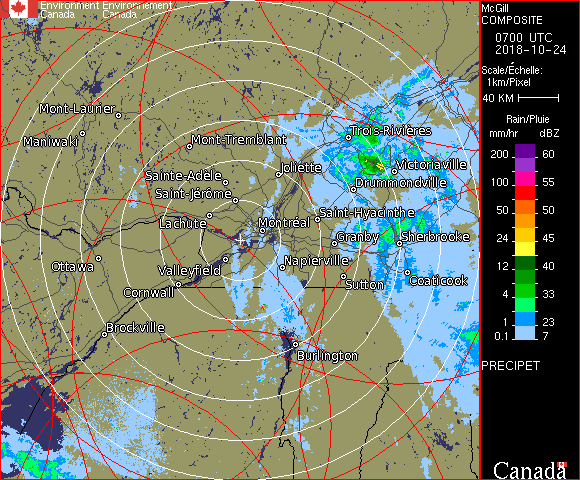 Environment Environnement
Canada Canada
McGill
COMPOSITE
0700 UTC
2018-10-24
Scale/Échelle:
1km/Pixel
40 KM
Rain/Pluie
mm/hr dBZ
200 60
150 57
100 55
50 50
24 45
12 40
4 33
1 23
0.1 7
PRECIPET
Canada
Mont-Laurier
Maniwaki
Mont-Tremblant
Trois-Rivières
Joliette
Victoriaville
Sainte-Adèle
Drummondville
Saint-Jérôme
Lachute
Saint-Hyacinthe
Montréal
Granby
Sherbrooke
Ottawa
Valleyfield
Napierville
Cornwall
Sutton
Coaticook
Brockville
Burlington